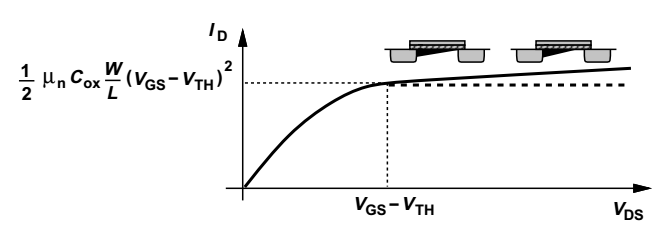 I_D
1/2 μ_n C_ox W/L (V_GS – V_TH)^2
V_GS – V_TH
V_DS